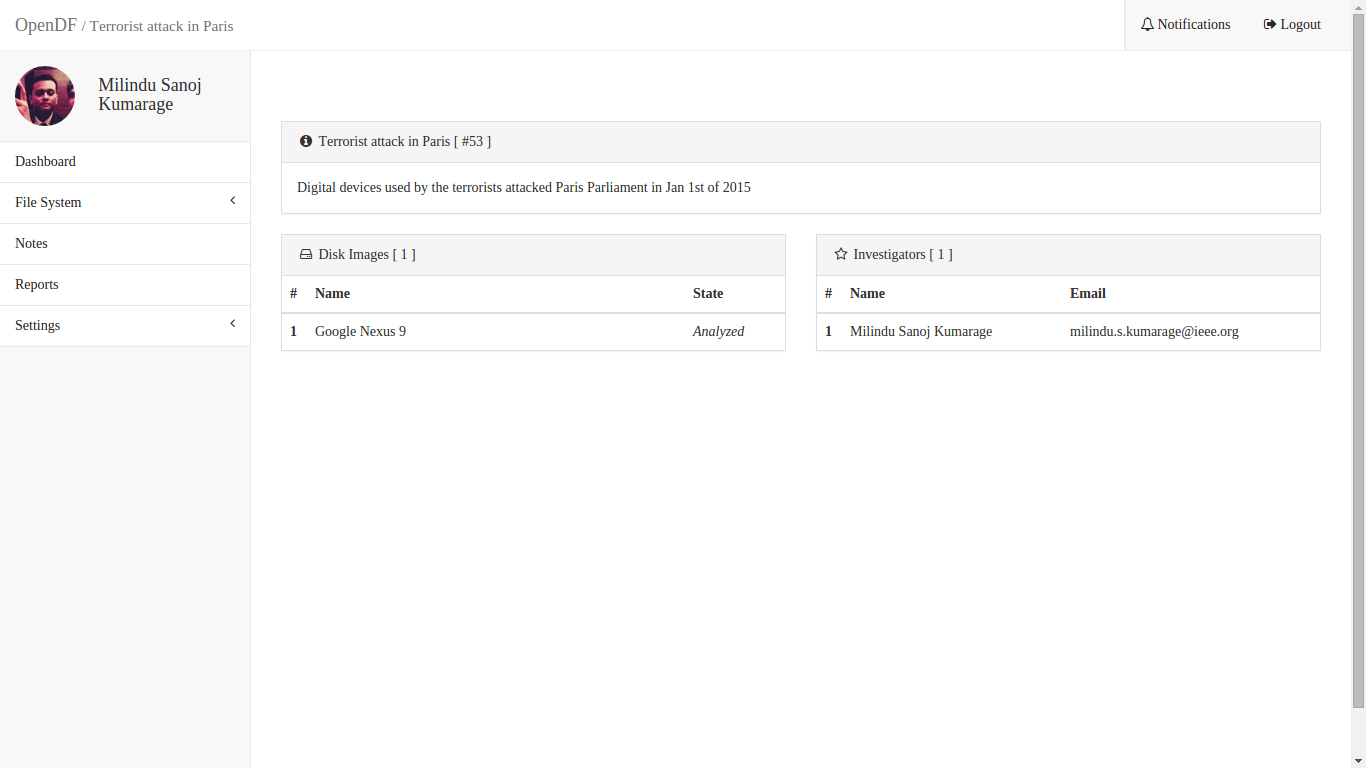 OpenDF / Terrorist attack in Paris
Notifications
Logout
Milindu Sanoj
Kumarage
Dashboard
File System
Notes
Reports
Settings
Terrorist attack in Paris [ #53 ]
Digital devices used by the terrorists attacked Paris Parliament in Jan 1st of 2015
Disk Images [ 1 ]
# Name State
1 Google Nexus 9 Analyzed
Investigators [ 1 ]
# Name Email
1 Milindu Sanoj Kumarage milindu.s.kumarage@ieee.org